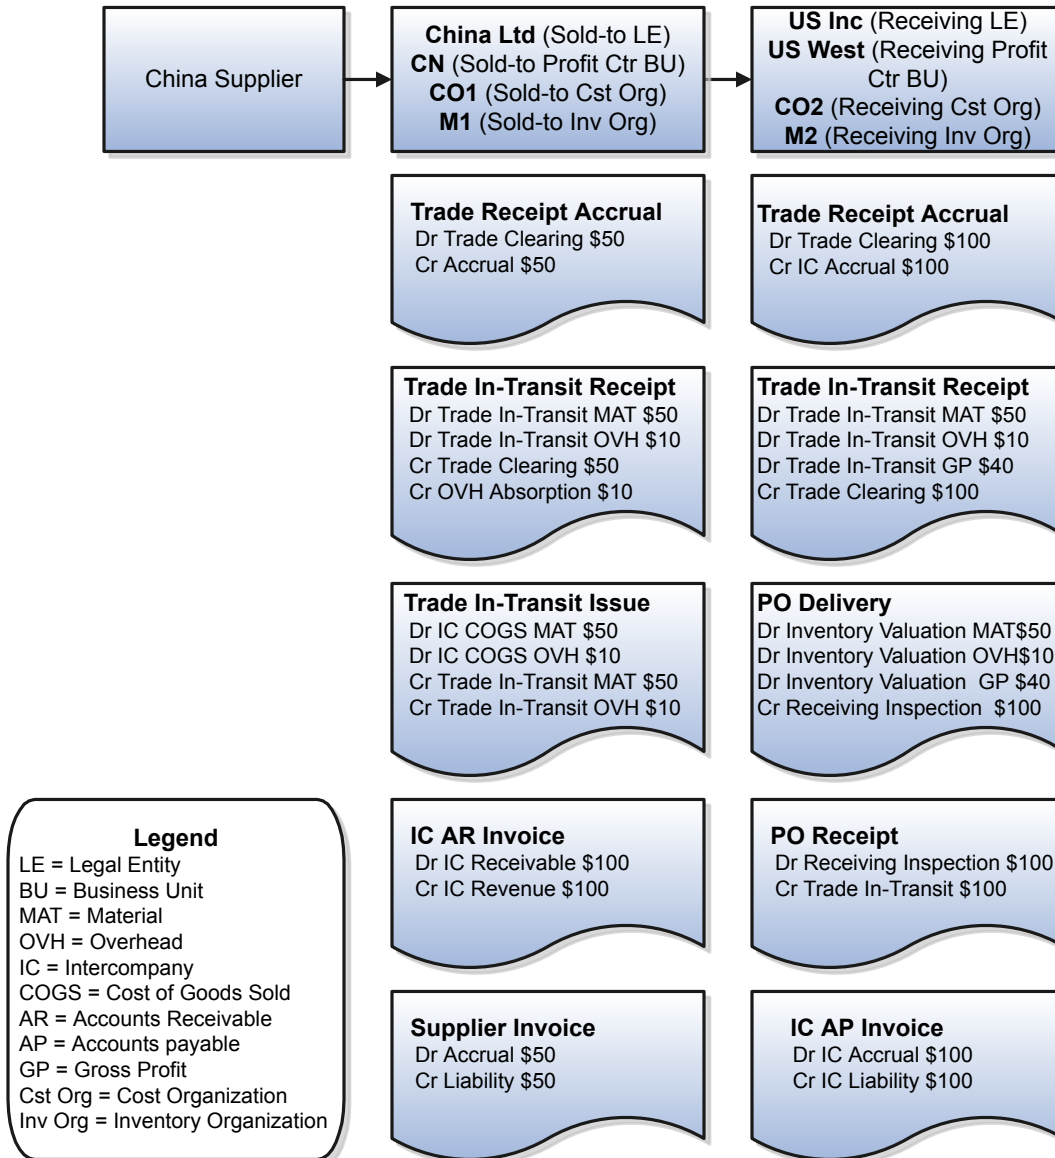 China Supplier
China Ltd (Sold-to LE)
CN (Sold-to Profit Ctr BU)
CO1 (Sold-to Cst Org)
M1 (Sold-to Inv Org)
US Inc (Receiving LE)
US West (Receiving Profit
Ctr BU)
CO2 (Receiving Cst Org)
M2 (Receiving Inv Org)
Trade Receipt Accrual
Dr Trade Clearing $50
Cr Accrual $50
Trade Receipt Accrual
Dr Trade Clearing $100
Cr IC Accrual $100
Trade In-Transit Receipt
Dr Trade In-Transit MAT $50
Dr Trade In-Transit OVH $10
Cr Trade Clearing $50
Cr OVH Absorption $10
Trade In-Transit Receipt
Dr Trade In-Transit MAT $50
Dr Trade In-Transit OVH $10
Dr Trade In-Transit GP $40
Cr Trade Clearing $100
Trade In-Transit Issue
Dr IC COGS MAT $50
Dr IC COGS OVH $10
Cr Trade In-Transit MAT $50
Cr Trade In-Transit OVH $10
PO Delivery
Dr Inventory Valuation MAT$50
Dr Inventory Valuation OVH$10
Dr Inventory Valuation GP $40
Cr Receiving Inspection $100
Legend
LE = Legal Entity
BU = Business Unit
MAT = Material
OVH = Overhead
IC = Intercompany
COGS = Cost of Goods Sold
AR = Accounts Receivable
AP = Accounts payable
GP = Gross Profit
Cst Org = Cost Organization
Inv Org = Inventory Organization
IC AR Invoice
Dr IC Receivable $100
Cr IC Revenue $100
PO Receipt
Dr Receiving Inspection $100
Cr Trade In-Transit $100
Supplier Invoice
Dr Accrual $50
Cr Liability $50
IC AP Invoice
Dr IC Accrual $100
Cr IC Liability $100